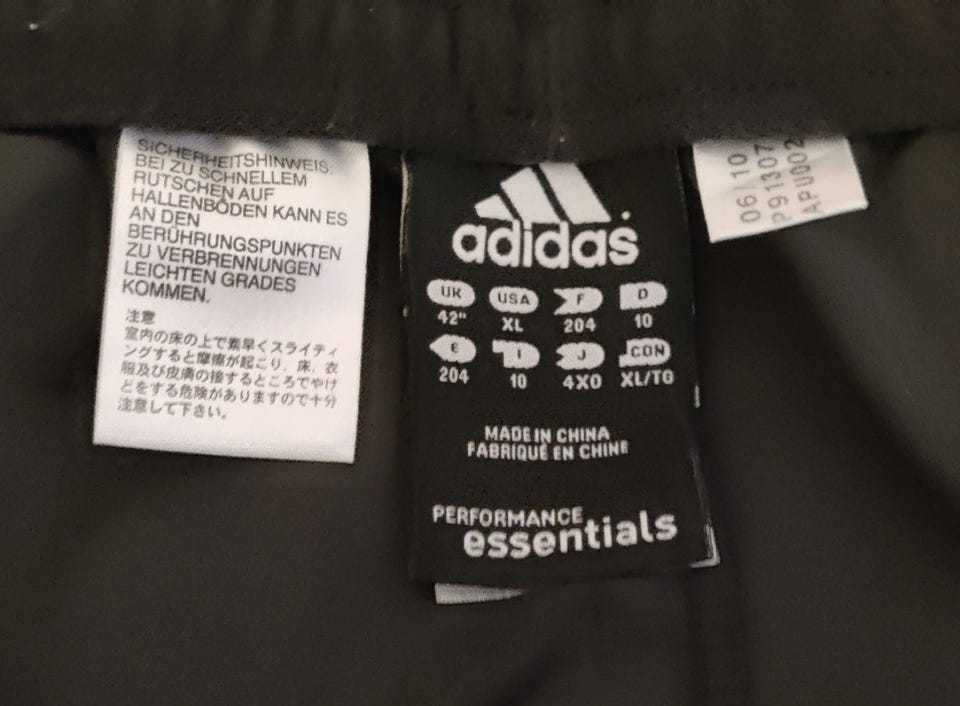 SICHERHEITSHINWEIS:
BEI ZU SCHNELLEM
RUTSCHEN AUF
HALLENBÖDEN KANN ES
AN DEN
BERÜHRUNGSPUNKTEN
ZU VERBRENNUNGEN
LEICHTEN GRADES
KOMMEN.
注意
室内の床の上で素早くスライディ
ングすると摩擦が起こり、床、衣
服及び皮膚の接するところでやけ
どをする危険がありますので十分
注意して下さい。
adidas
UK USA F D
42" XL 204 10
E I J CDN
204 10 4XO XL/TG
MADE IN CHINA
FABRIQUÉ EN CHINE
PERFORMANCE
essentials
06/10
P91307
APU002